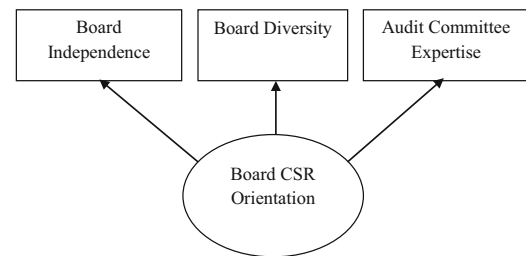 Board
Independence
Board Diversity
Audit Committee
Expertise
Board CSR
Orientation